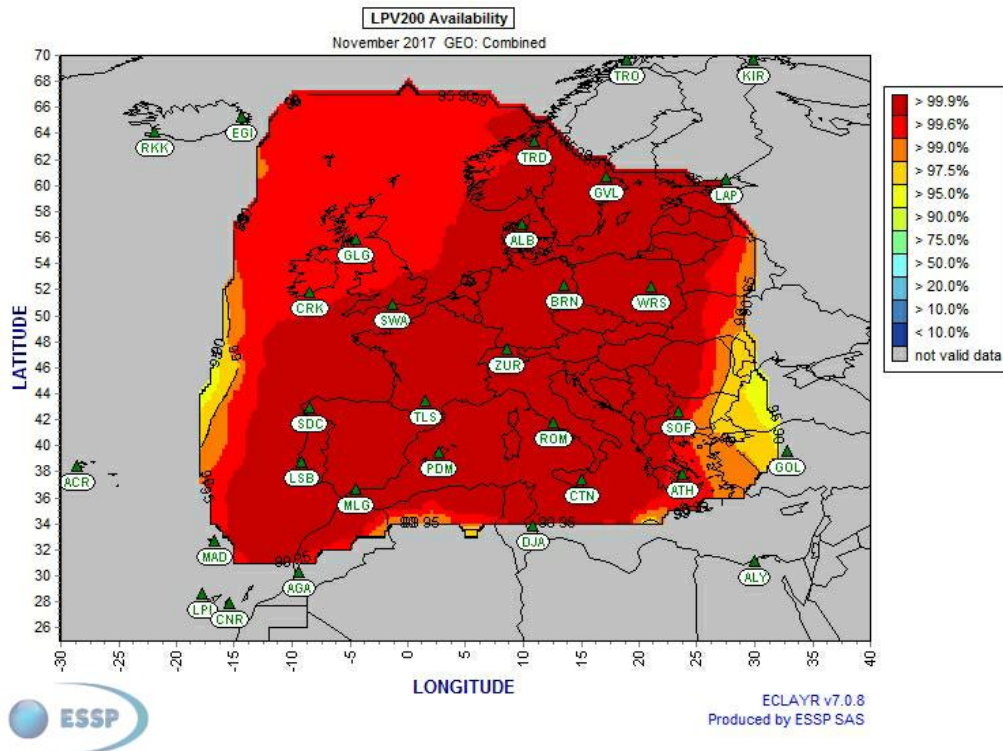 LPV200 Availability
November 2017 GEO: Combined
LATITUDE
70
68
66
64
62
60
58
56
54
52
50
48
46
44
42
40
38
36
34
32
30
28
26
-30
-25
-20
-15
-10
-5
0
5
10
15
20
25
30
35
40
LONGITUDE
TRO
KIR
RKK
EGI
TRD
GVL
LAP
GLG
ALB
CRK
SWA
BRN
WRS
ZUR
SDC
TLS
ROM
SOF
ACR
LSB
PDM
MLG
CTN
ATH
GOL
MAD
DJA
AGA
ALY
LPI
CNR
> 99.9%
> 99.6%
> 99.0%
> 97.5%
> 95.0%
> 90.0%
> 75.0%
> 50.0%
> 20.0%
> 10.0%
< 10.0%
not valid data
ESSP
ECLAYR v7.0.8
Produced by ESSP SAS